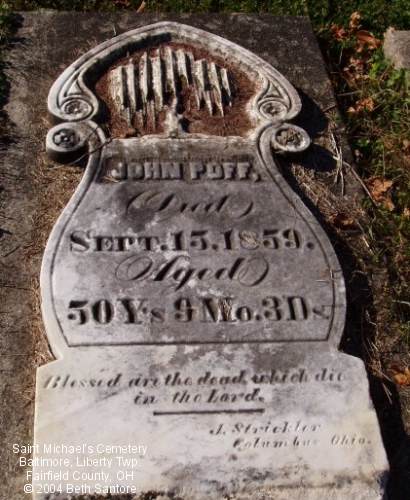 JOHN POFF,
Died
SEPT. 15. 1859.
Aged
50 Y's 9 Mo. 3 Ds
Blessed are the dead, which die
in the Lord.
J. Strickler
Columbus Ohio.
Saint Michael's Cemetery
Baltimore, Liberty Twp.
Fairfield County, OH
© 2004 Beth Santore